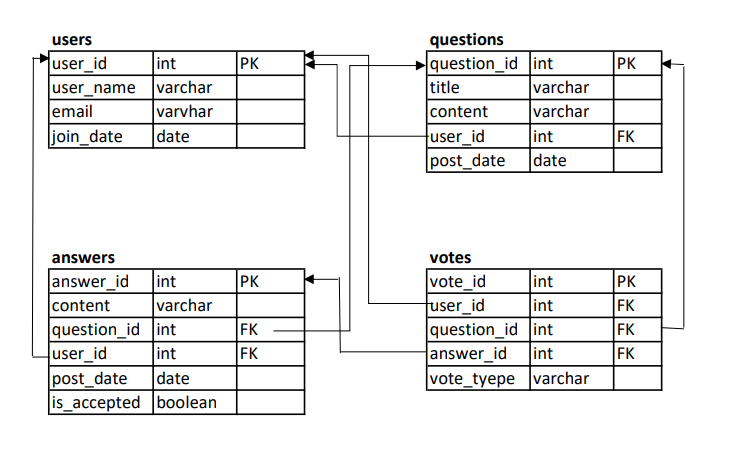 users
user_id int PK
user_name varchar
email varvhar
join_date date
questions
question_id int PK
title varchar
content varchar
user_id int FK
post_date date
answers
answer_id int PK
content varchar
question_id int FK
user_id int FK
post_date date
is_accepted boolean
votes
vote_id int PK
user_id int FK
question_id int FK
answer_id int FK
vote_tyepe varchar